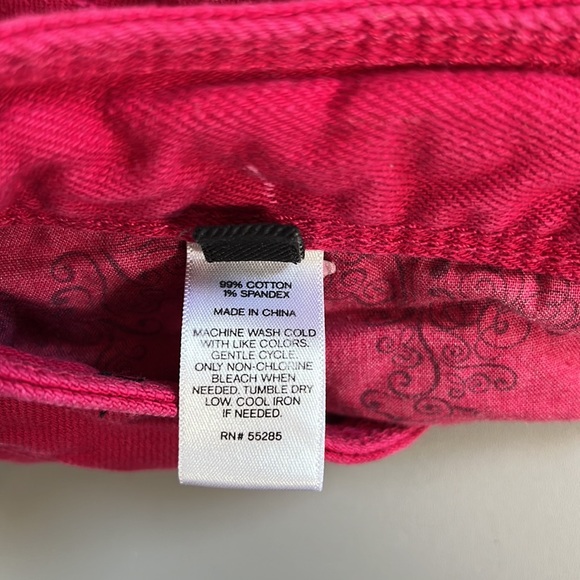 99% COTTON
1% SPANDEX
MADE IN CHINA
MACHINE WASH COLD
WITH LIKE COLORS.
GENTLE CYCLE.
ONLY NON-CHLORINE
BLEACH WHEN
NEEDED. TUMBLE DRY
LOW. COOL IRON
IF NEEDED.
RN# 55285